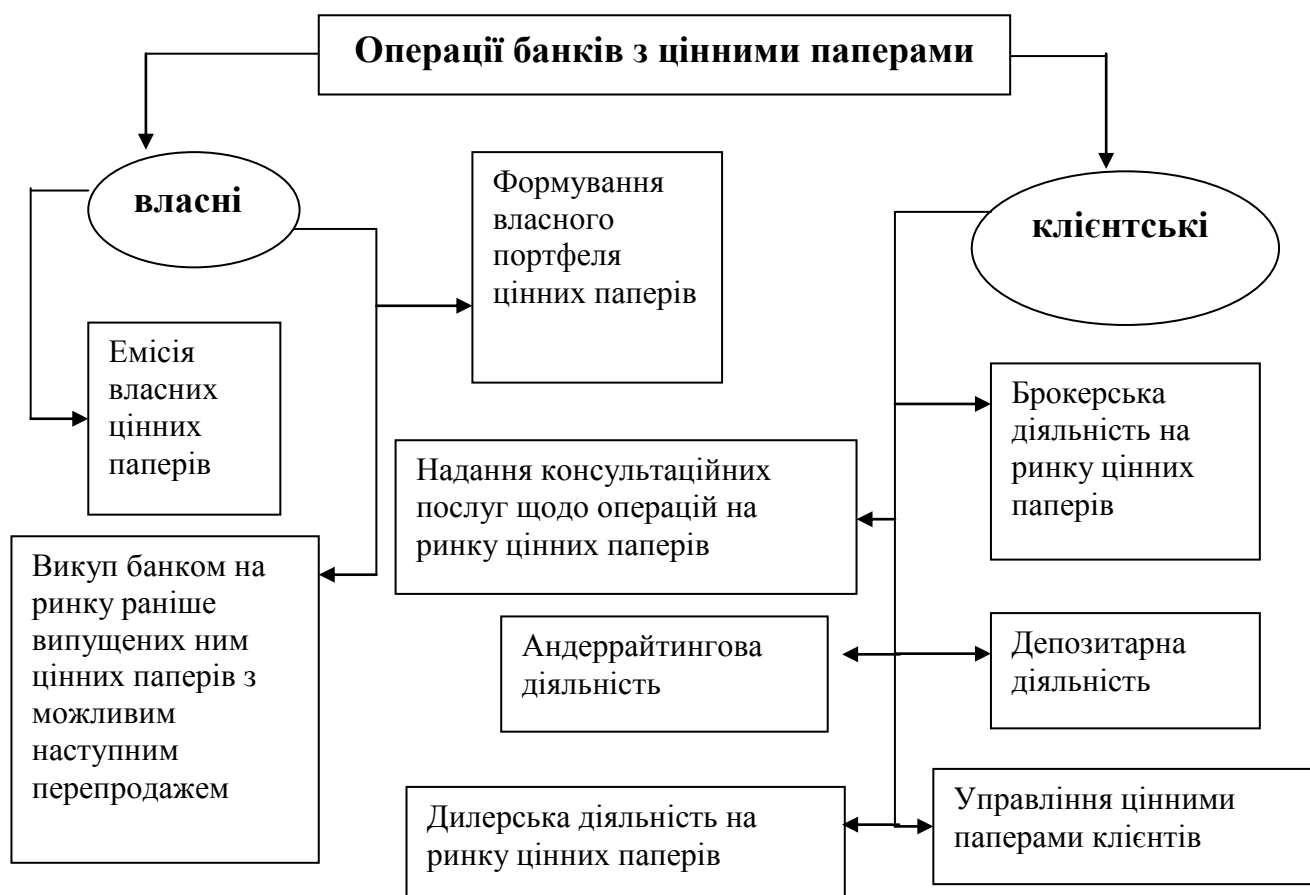 Операції банків з цінними паперами
власні
Формування
власного
портфеля
цінних паперів
клієнтські
Емісія
власних
цінних
паперів
Брокерська
діяльність на
ринку цінних
паперів
Надання консультаційних
послуг щодо операцій на
ринку цінних паперів
Викуп банком на
ринку раніше
випущених ним
цінних паперів з
можливим
наступним
перепродажем
Андеррайтингова
діяльність
Депозитарна
діяльність
Дилерська діяльність на
ринку цінних паперів
Управління цінними
паперами клієнтів